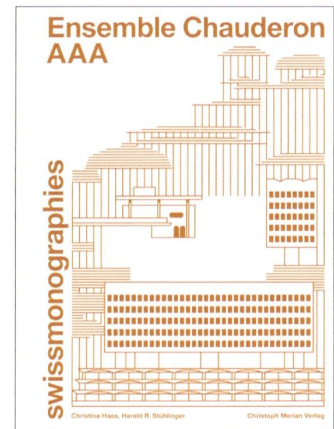 Ensemble Chauderon
AAA
swissmonographies
Christina Haas, Harald R. Stühlinger
Christoph Merian Verlag